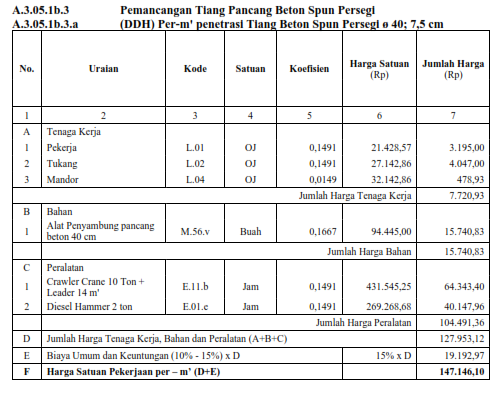 A.3.05.1b.3 Pemancangan Tiang Pancang Beton Spun Persegi
A.3.05.1b.3.a (DDH) Per-m' penetrasi Tiang Beton Spun Persegi ø 40; 7,5 cm
No. Uraian Kode Satuan Koefisien Harga Satuan (Rp) Jumlah Harga (Rp)
1 2 3 4 5 6 7
A Tenaga Kerja
1 Pekerja L.01 OJ 0,1491 21.428,57 3.195,00
2 Tukang L.02 OJ 0,1491 27.142,86 4.047,00
3 Mandor L.04 OJ 0,0149 32.142,86 478,93
Jumlah Harga Tenaga Kerja 7.720,93
B Bahan
1 Alat Penyambung pancang beton 40 cm M.56.v Buah 0,1667 94.445,00 15.740,83
Jumlah Harga Bahan 15.740,83
C Peralatan
1 Crawler Crane 10 Ton + Leader 14 m' E.11.b Jam 0,1491 431.545,25 64.343,40
2 Diesel Hammer 2 ton E.01.e Jam 0,1491 269.268,68 40.147,96
Jumlah Harga Peralatan 104.491,36
D Jumlah Harga Tenaga Kerja, Bahan dan Peralatan (A+B+C) 127.953,12
E Biaya Umum dan Keuntungan (10% - 15%) x D 15% x D 19.192,97
F Harga Satuan Pekerjaan per – m’ (D+E) 147.146,10